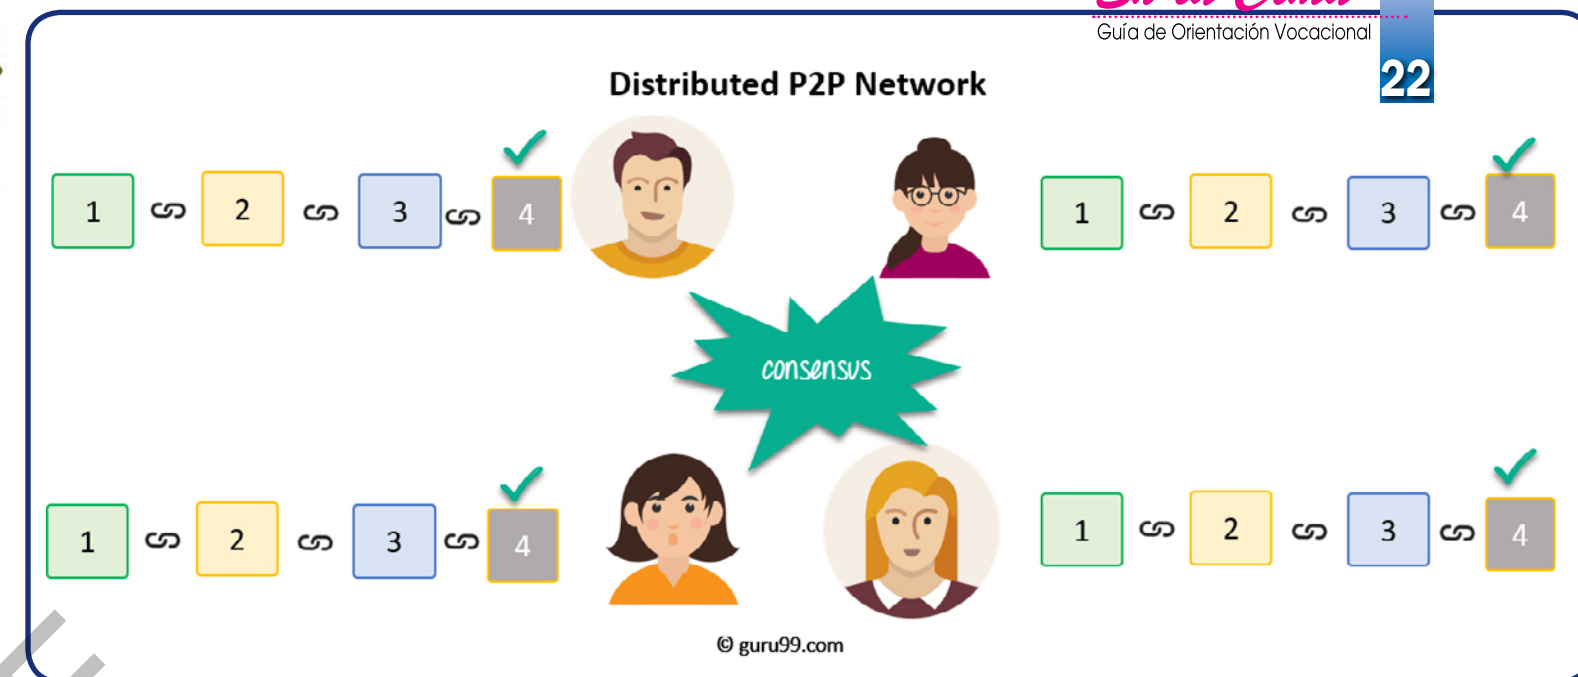 Guía de Orientación Vocacional
22
Distributed P2P Network
1 2 3 4
1 2 3 4
consensus
1 2 3 4
1 2 3 4
© guru99.com